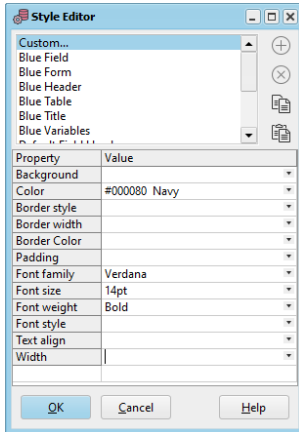 Style Editor
Custom...
Blue Field
Blue Form
Blue Header
Blue Table
Blue Title
Blue Variables
Property Value
Background
Color #000080 Navy
Border style
Border width
Border Color
Padding
Font family Verdana
Font size 14pt
Font weight Bold
Font style
Text align
Width
OK Cancel Help